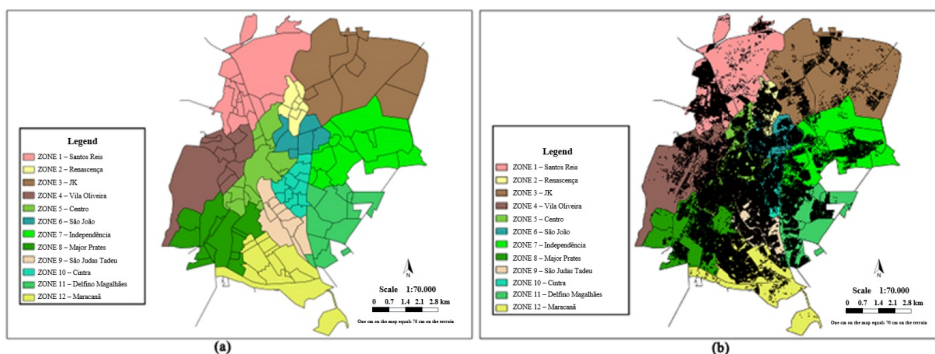 Legend
ZONE 1 – Santos Reis
ZONE 2 – Renascença
ZONE 3 – JK
ZONE 4 – Vila Oliveira
ZONE 5 – Centro
ZONE 6 – São João
ZONE 7 – Independência
ZONE 8 – Major Prates
ZONE 9 – São Judas Tadeu
ZONE 10 – Cintra
ZONE 11 – Delfino Magalhães
ZONE 12 – Maracanã
N
Scale 1:70.000
0 0.7 1.4 2.1 2.8 km
One cm on the map equals 70 cm on the terrain
(a)
Legend
ZONE 1 – Santos Reis
ZONE 2 – Renascença
ZONE 3 – JK
ZONE 4 – Vila Oliveira
ZONE 5 – Centro
ZONE 6 – São João
ZONE 7 – Independência
ZONE 8 – Major Prates
ZONE 9 – São Judas Tadeu
ZONE 10 – Cintra
ZONE 11 – Delfino Magalhães
ZONE 12 – Maracanã
N
Scale 1:70.000
0 0.7 1.4 2.1 2.8 km
One cm on the map equals 70 cm on the terrain
(b)